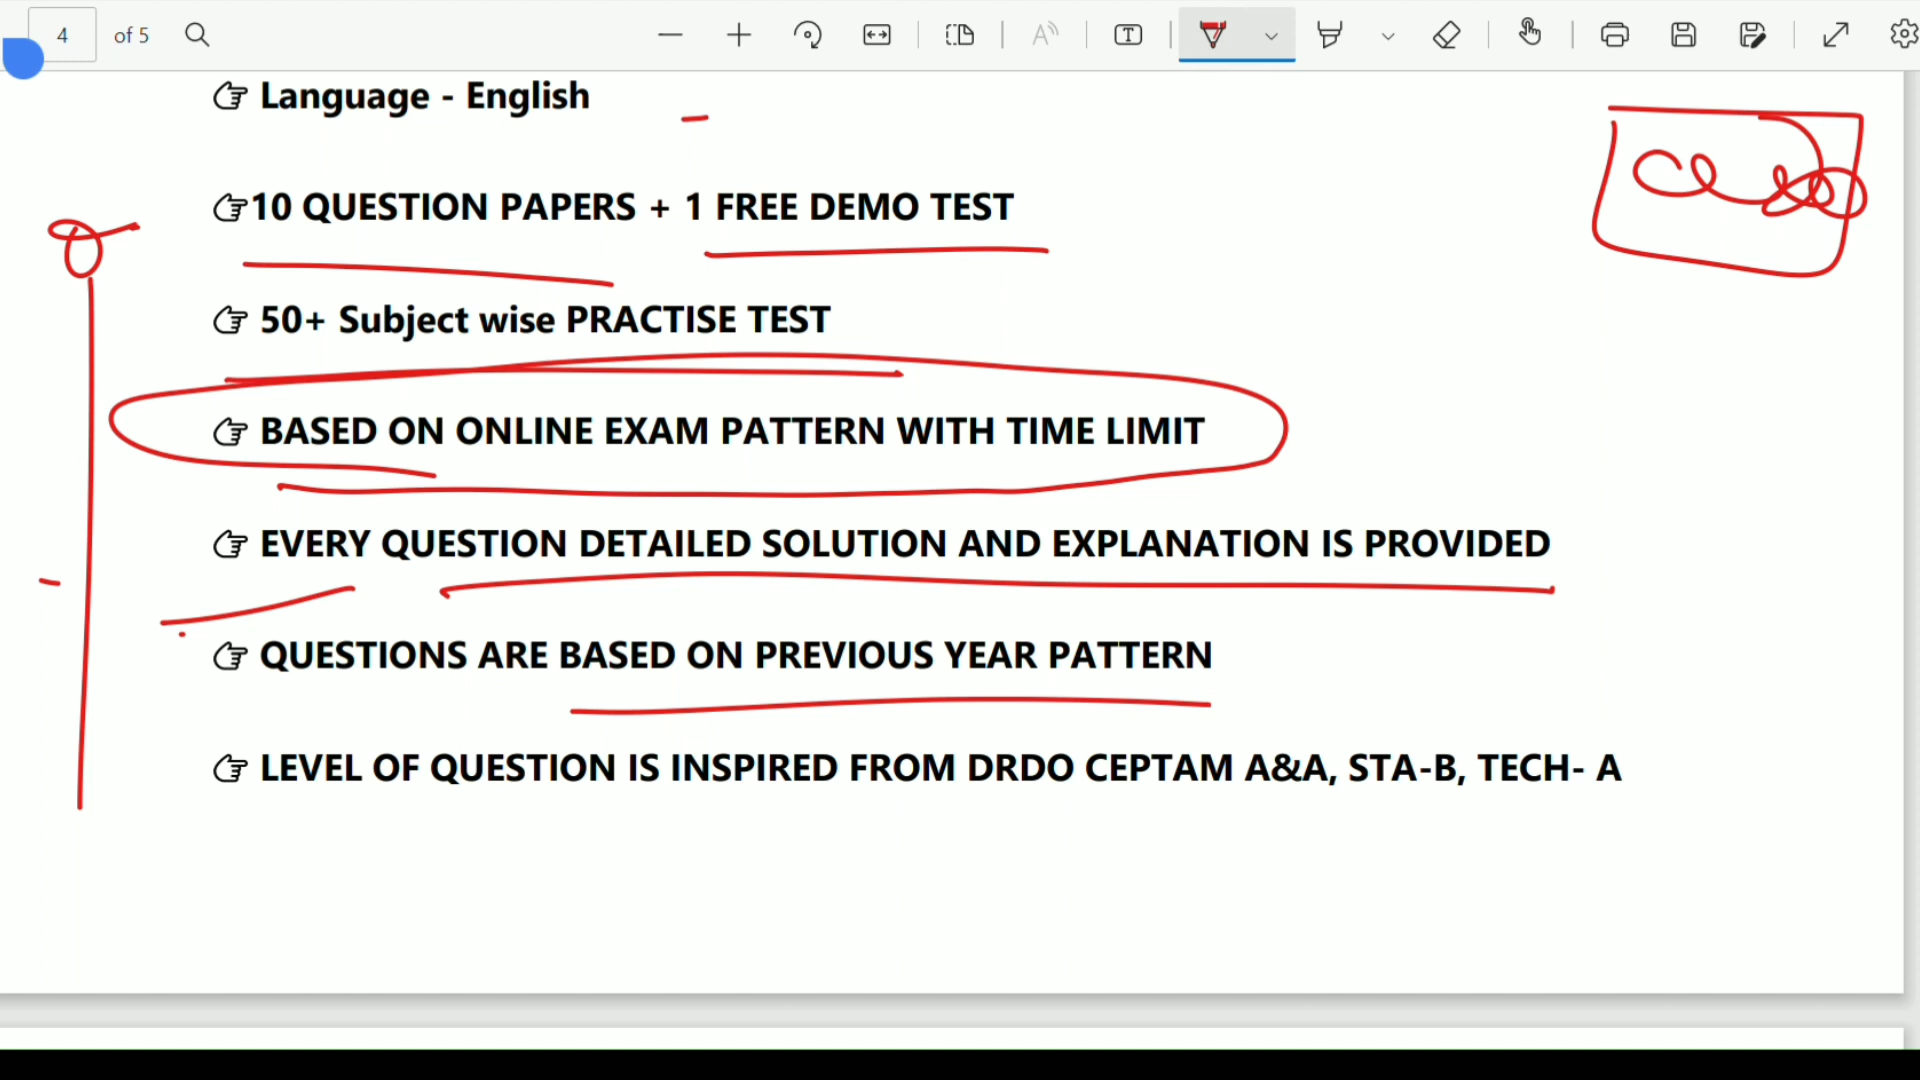 4 of 5
Language - English
10 QUESTION PAPERS + 1 FREE DEMO TEST
50+ Subject wise PRACTISE TEST
BASED ON ONLINE EXAM PATTERN WITH TIME LIMIT
EVERY QUESTION DETAILED SOLUTION AND EXPLANATION IS PROVIDED
QUESTIONS ARE BASED ON PREVIOUS YEAR PATTERN
LEVEL OF QUESTION IS INSPIRED FROM DRDO CEPTAM A&A, STA-B, TECH- A